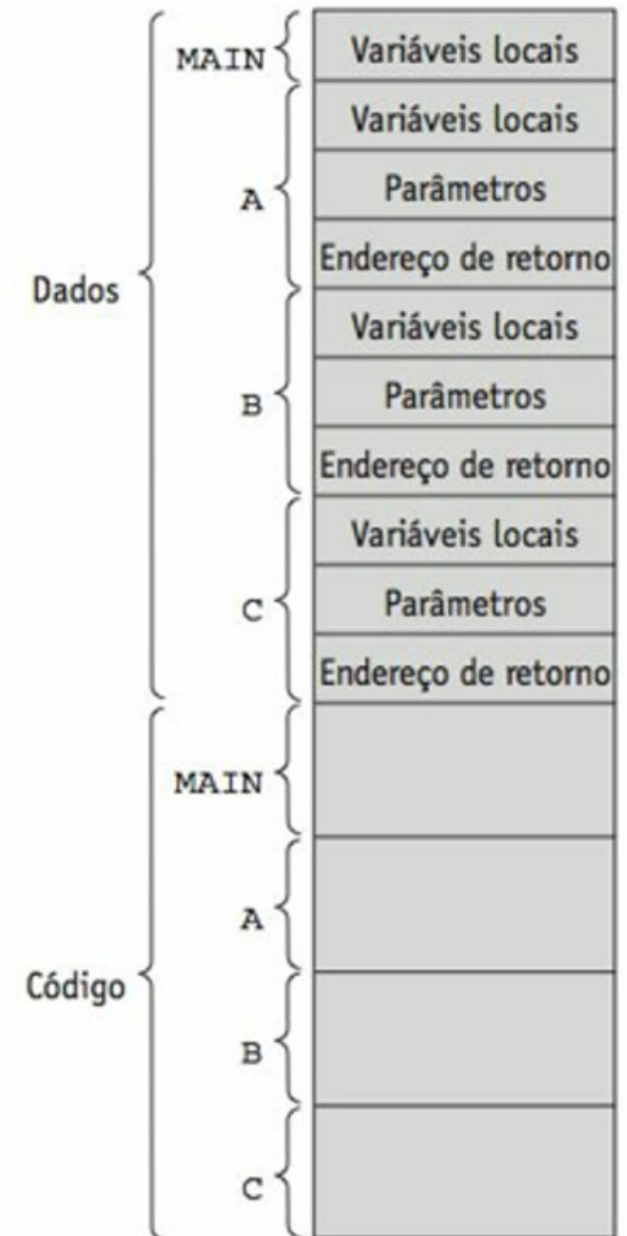 MAIN
Variáveis locais
Variáveis locais
A
Parâmetros
Endereço de retorno
Dados
Variáveis locais
B
Parâmetros
Endereço de retorno
Variáveis locais
C
Parâmetros
Endereço de retorno
MAIN
A
Código
B
C